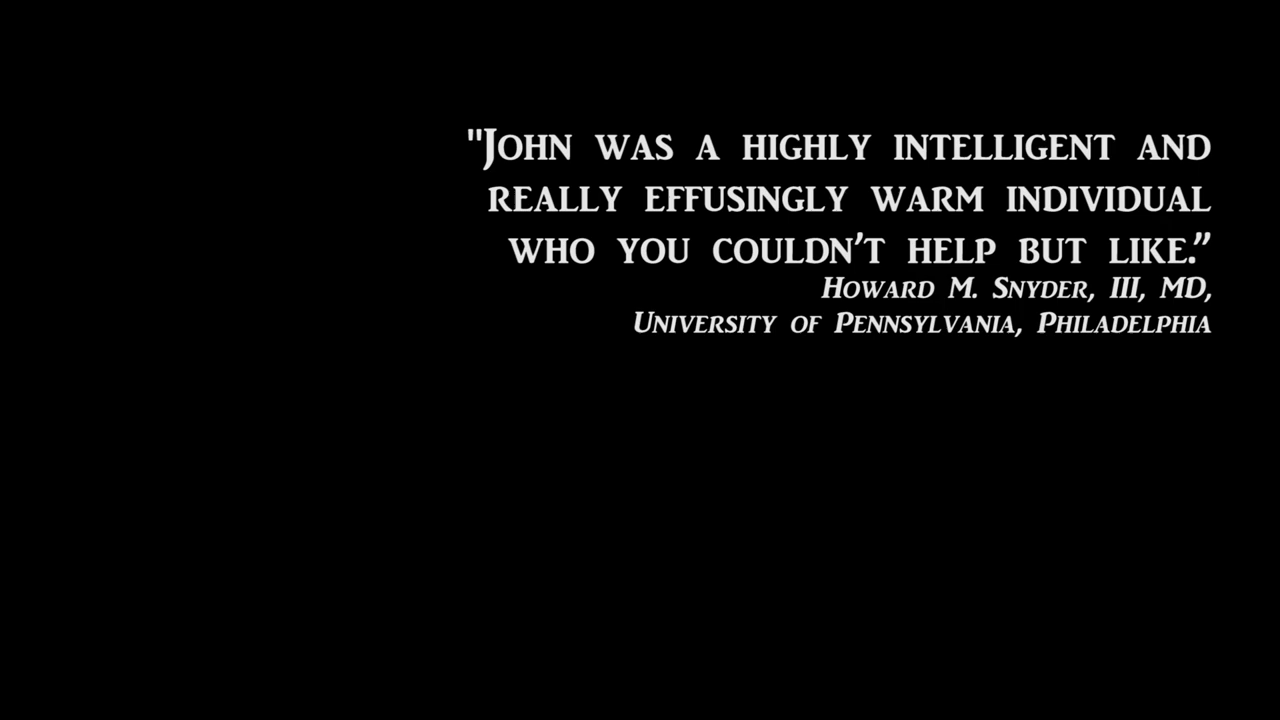 "John was a highly intelligent and
really effusingly warm individual
who you couldn’t help but like.”
Howard M. Snyder, III, MD,
University of Pennsylvania, Philadelphia